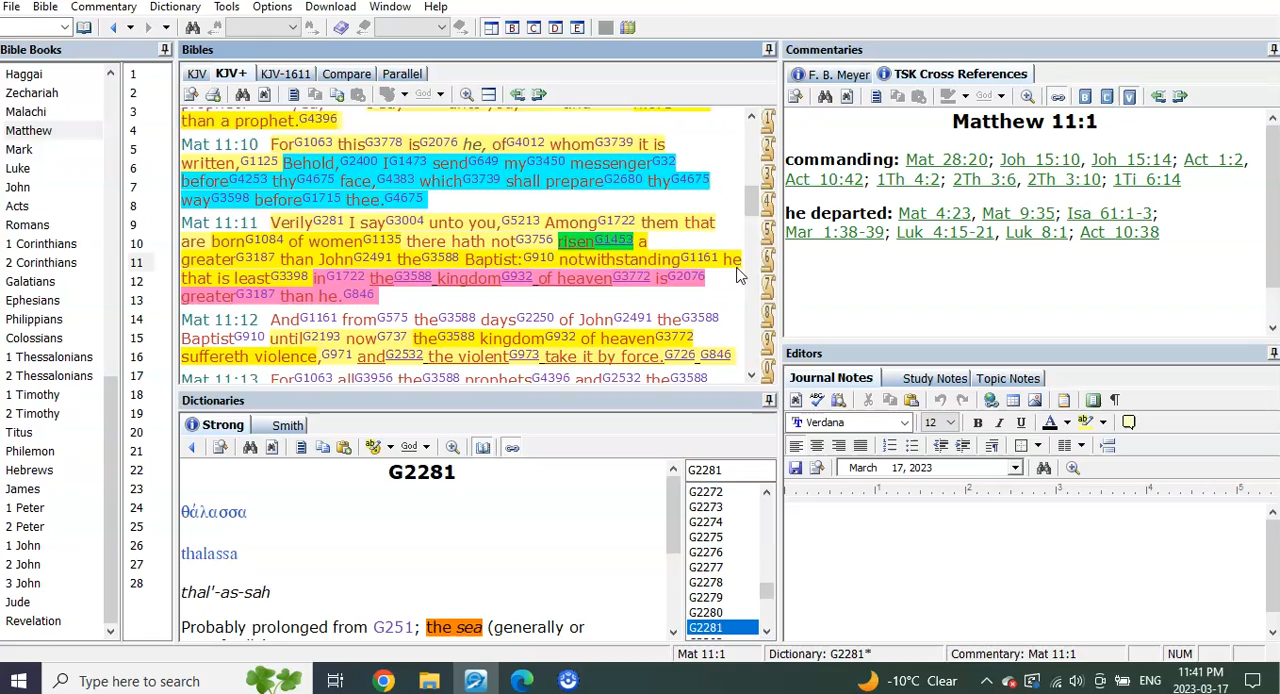 File Bible Commentary Dictionary Tools Options Download Window Help
Bible Books
Haggai
Zechariah
Malachi
Matthew
Mark
Luke
John
Acts
Romans
1 Corinthians
2 Corinthians
Galatians
Ephesians
Philippians
Colossians
1 Thessalonians
2 Thessalonians
1 Timothy
2 Timothy
Titus
Philemon
Hebrews
James
1 Peter
2 Peter
1 John
2 John
3 John
Jude
Revelation
1
2
3
4
5
6
7
8
9
10
11
12
13
14
15
16
17
18
19
20
21
22
23
24
25
26
27
28
Bibles
KJV KJV+ KJV-1611 Compare Parallel
than a prophet.G4396
Mat 11:10 ForG1063 thisG3778 isG2076 he, ofG4012 whomG3739 it is
written,G1125 Behold,G2400 IG1473 sendG649 myG3450 messengerG32
beforeG4253 thyG4675 face,G4383 whichG3739 shall prepareG2680 thyG4675
wayG3598 beforeG1715 thee.G4675
Mat 11:11 VerilyG281 I sayG3004 unto you,G5213 AmongG1722 them that
are bornG1084 of womenG1135 there hath notG3756 risenG1453 a
greaterG3187 than JohnG2491 theG3588 Baptist:G910 notwithstandingG1161 he
that is leastG3398 inG1722 theG3588 kingdomG932 of heavenG3772 isG2076
greaterG3187 than he.G846
Mat 11:12 AndG1161 fromG575 theG3588 daysG2250 of JohnG2491 theG3588
BaptistG910 untilG2193 nowG737 theG3588 kingdomG932 of heavenG3772
suffereth violence,G971 andG2532 the violentG973 take it by force.G726 G846
Mat 11:13 ForG1063 allG3956 theG3588 prophetsG4396 andG2532 theG3588
Dictionaries
Strong Smith
G2281
θάλασσα
thalassa
thal'-as-sah
Probably prolonged from G251; the sea (generally or
G2281
G2272
G2273
G2274
G2275
G2276
G2277
G2278
G2279
G2280
G2281
Commentaries
F. B. Meyer TSK Cross References
Matthew 11:1
commanding: Mat 28:20; Joh 15:10, Joh 15:14; Act 1:2,
Act 10:42; 1Th 4:2; 2Th 3:6, 2Th 3:10; 1Ti 6:14
he departed: Mat 4:23, Mat 9:35; Isa 61:1-3;
Mar 1:38-39; Luk 4:15-21, Luk 8:1; Act 10:38
Editors
Journal Notes Study Notes Topic Notes
Verdana 12 B I U A
March 17, 2023
1 2 3 4 5
Mat 11:1 Dictionary: G2281* Commentary: Mat 11:1 NUM
Type here to search
-10°C Clear ENG
11:41 PM
2023-03-17